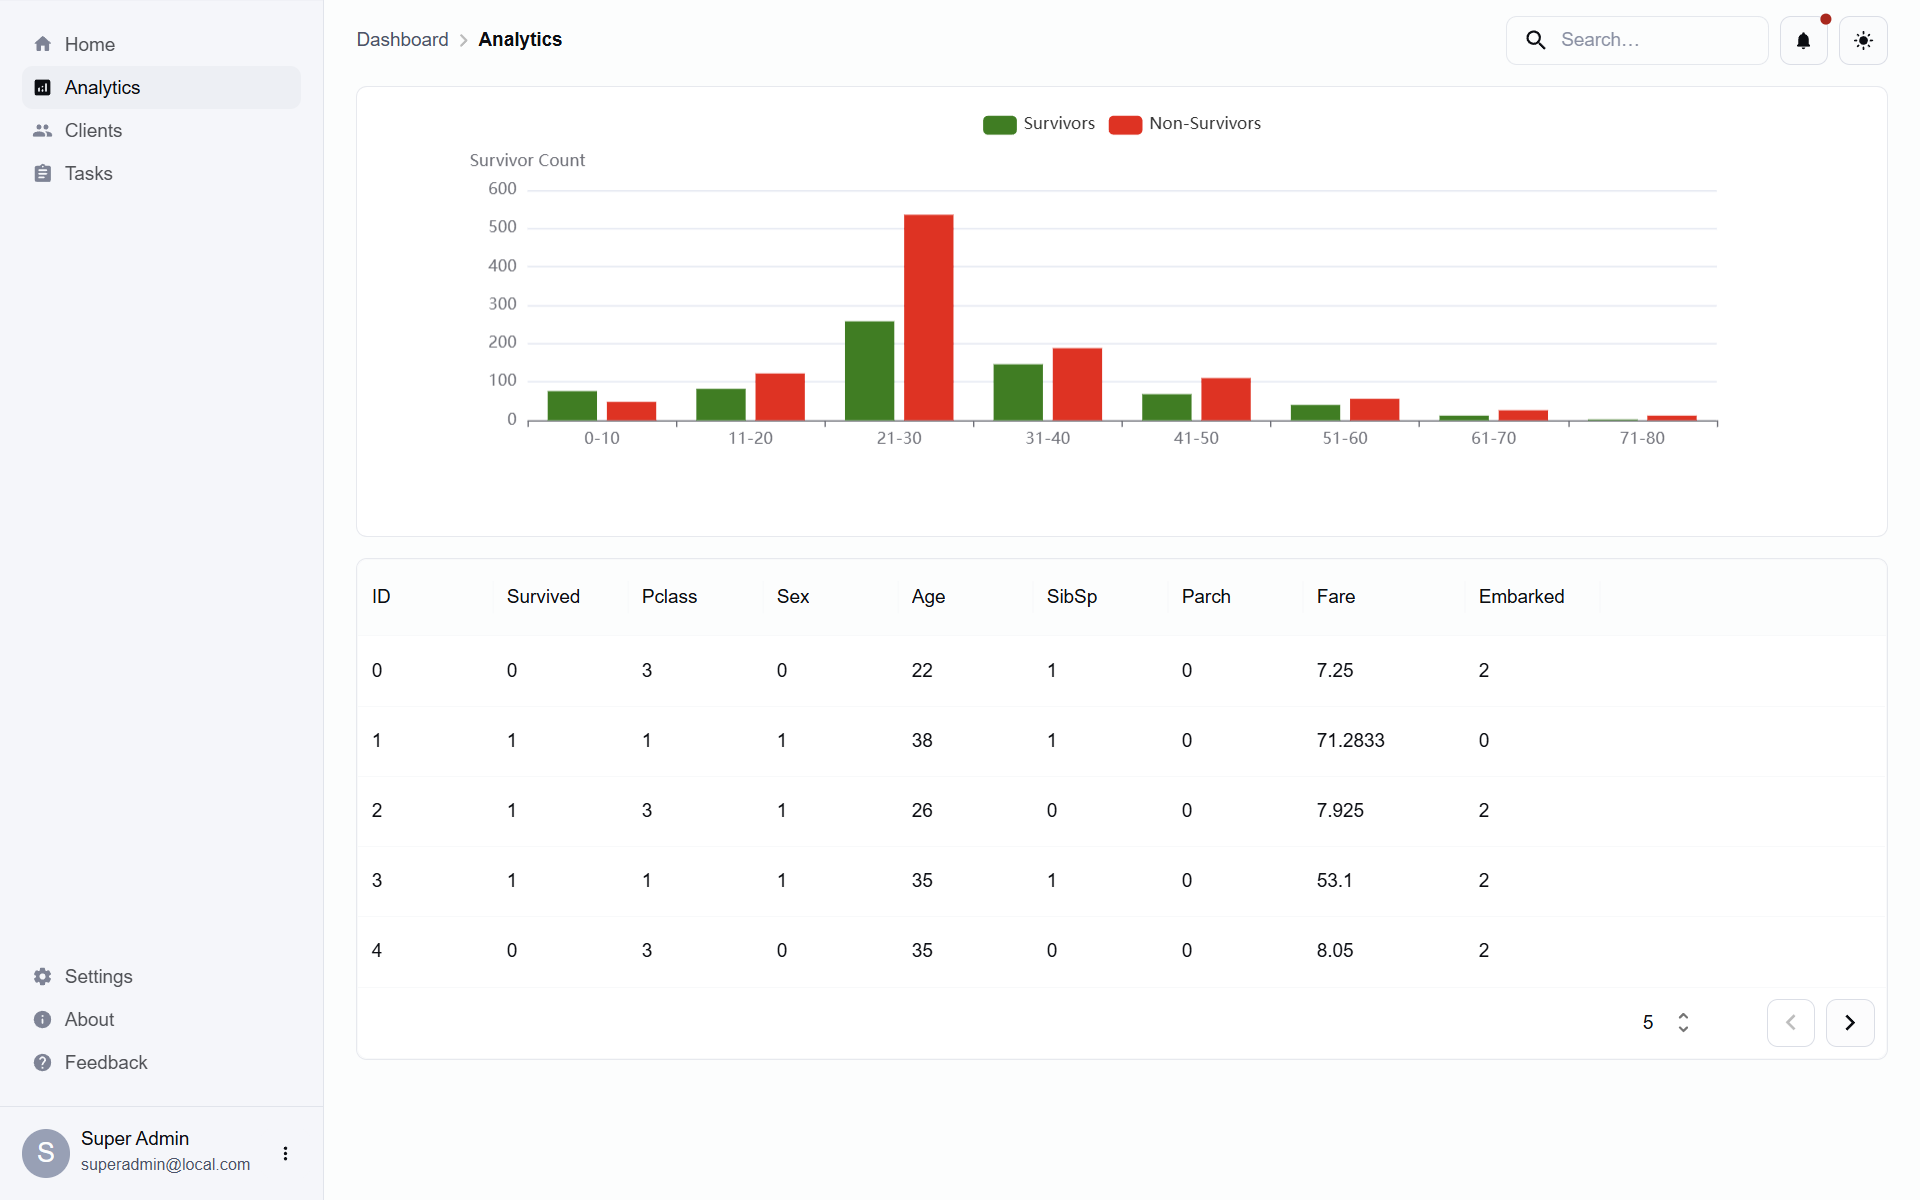 Home
Analytics
Clients
Tasks
Settings
About
Feedback
S
Super Admin
superadmin@local.com
Dashboard > Analytics
Search...
Survivors Non-Survivors
Survivor Count
600
500
400
300
200
100
0
0-10 11-20 21-30 31-40 41-50 51-60 61-70 71-80
ID Survived Pclass Sex Age SibSp Parch Fare Embarked
0 0 3 0 22 1 0 7.25 2
1 1 1 1 38 1 0 71.2833 0
2 1 3 1 26 0 0 7.925 2
3 1 1 1 35 1 0 53.1 2
4 0 3 0 35 0 0 8.05 2
5